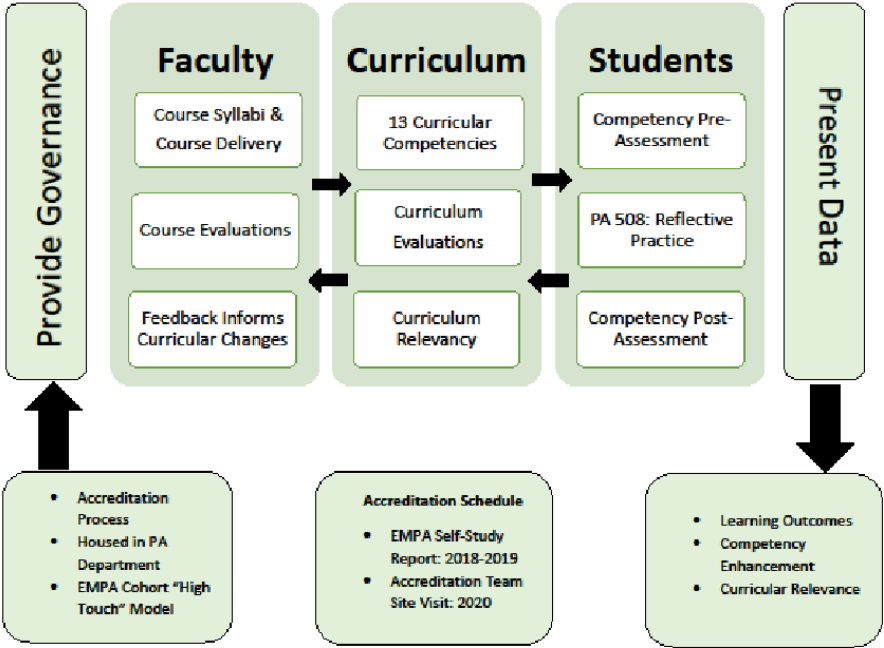 Provide Governance
Faculty
Course Syllabi &
Course Delivery
Course Evaluations
Feedback Informs
Curricular Changes
Curriculum
13 Curricular
Competencies
Curriculum
Evaluations
Curriculum
Relevancy
Students
Competency Pre-
Assessment
PA 508: Reflective
Practice
Competency Post-
Assessment
Present Data
• Accreditation
Process
• Housed in PA
Department
• EMPA Cohort “High
Touch” Model
Accreditation Schedule
• EMPA Self-Study
Report: 2018-2019
• Accreditation Team
Site Visit: 2020
• Learning Outcomes
• Competency
Enhancement
• Curricular Relevance